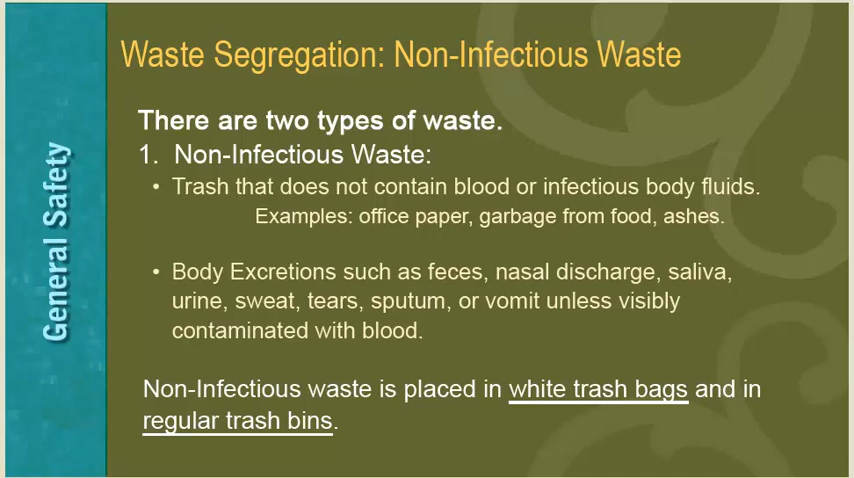 Waste Segregation: Non-Infectious Waste
General Safety
There are two types of waste.
1. Non-Infectious Waste:
• Trash that does not contain blood or infectious body fluids.
Examples: office paper, garbage from food, ashes.
• Body Excretions such as feces, nasal discharge, saliva,
urine, sweat, tears, sputum, or vomit unless visibly
contaminated with blood.
Non-Infectious waste is placed in white trash bags and in
regular trash bins.